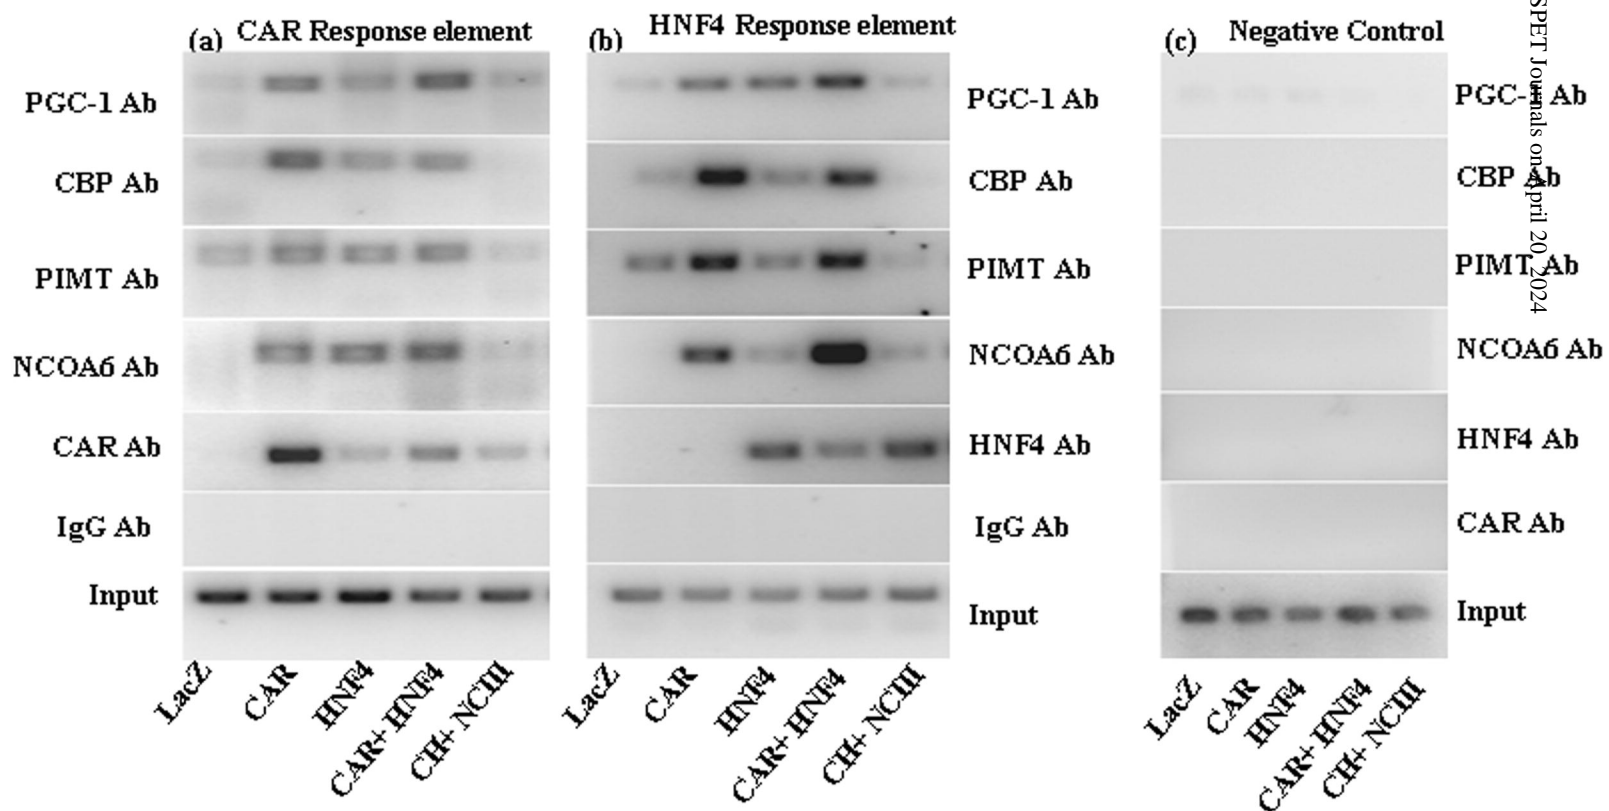 (a) CAR Response element
PGC-1 Ab
CBP Ab
PIMT Ab
NCOA6 Ab
CAR Ab
IgG Ab
Input
LacZ
CAR
HNF4
CAR+ HNF4
CH+ NCIII
(b) HNF4 Response element
PGC-1 Ab
CBP Ab
PIMT Ab
NCOA6 Ab
HNF4 Ab
IgG Ab
Input
LacZ
CAR
HNF4
CAR+ HNF4
CH+ NCIII
(c) Negative Control
PGC-1 Ab
CBP Ab
PIMT Ab
NCOA6 Ab
HNF4 Ab
CAR Ab
Input
LacZ
CAR
HNF4
CAR+ HNF4
CH+ NCIII
SPET Journals on April 20, 2024